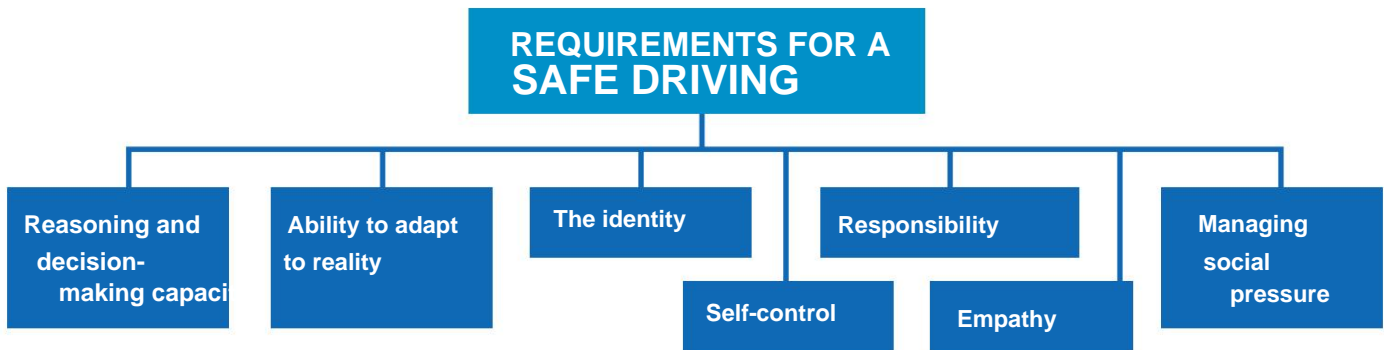 REQUIREMENTS FOR A
SAFE DRIVING
Reasoning and
decision-
making capaci
Ability to adapt
to reality
The identity
Self-control
Responsibility
Empathy
Managing
social
pressure